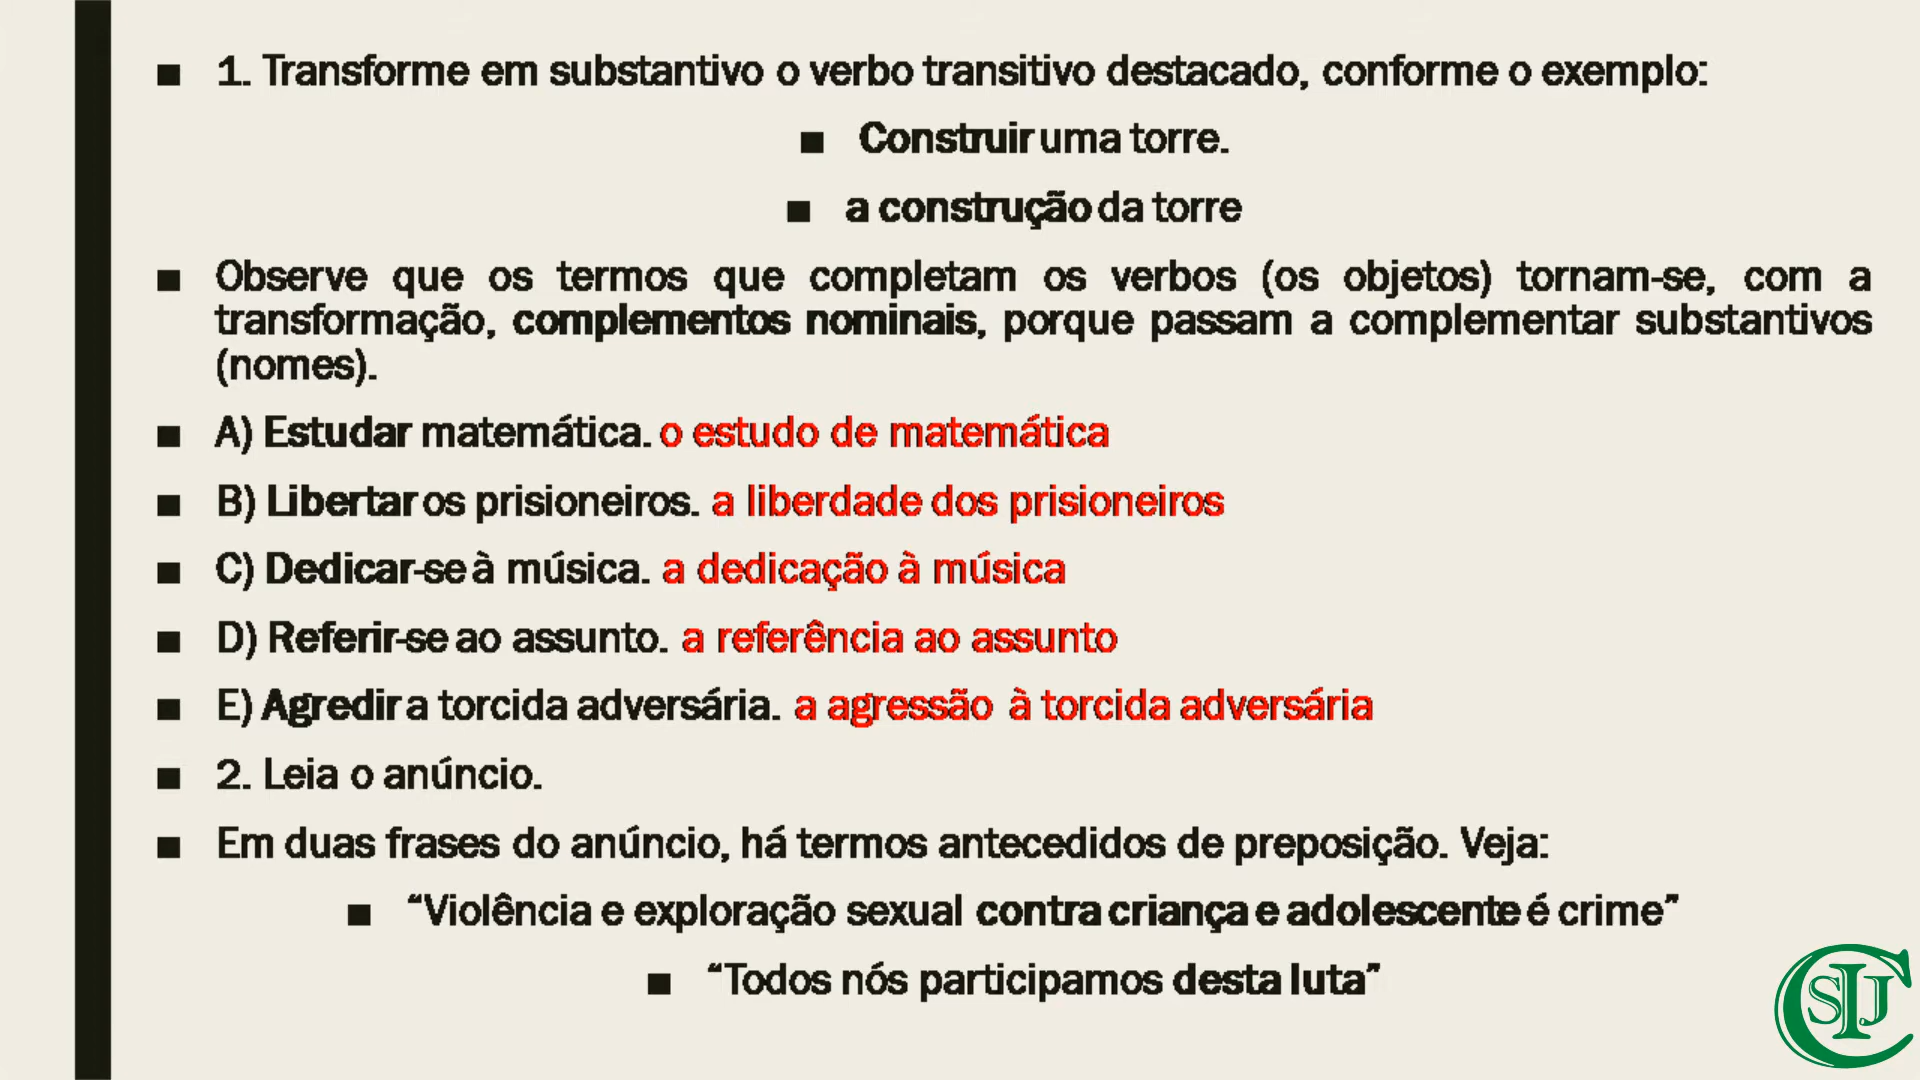 ■ 1. Transforme em substantivo o verbo transitivo destacado, conforme o exemplo:
■ Construir uma torre.
■ a construção da torre
■ Observe que os termos que completam os verbos (os objetos) tornam-se, com a
transformação, complementos nominais, porque passam a complementar substantivos
(nomes).
■ A) Estudar matemática. o estudo de matemática
■ B) Libertar os prisioneiros. a liberdade dos prisioneiros
■ C) Dedicar-se à música. a dedicação à música
■ D) Referir-se ao assunto. a referência ao assunto
■ E) Agredir a torcida adversária. a agressão à torcida adversária
■ 2. Leia o anúncio.
■ Em duas frases do anúncio, há termos antecedidos de preposição. Veja:
■ “Violência e exploração sexual contra criança e adolescente é crime”
■ “Todos nós participamos desta luta”